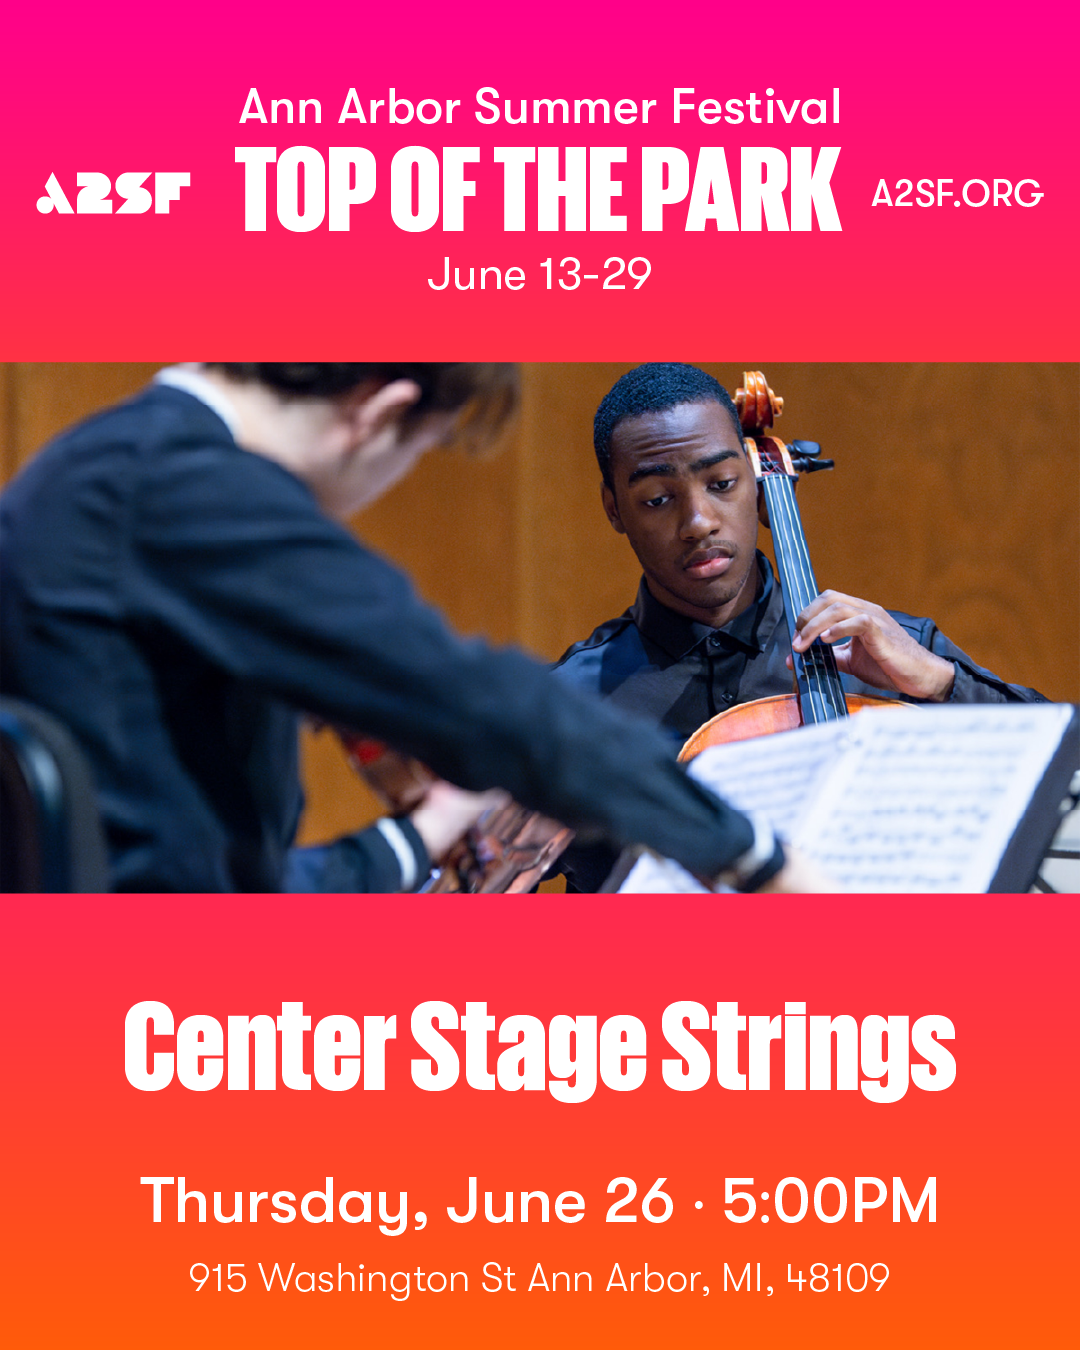 Ann Arbor Summer Festival
A2SF
TOP OF THE PARK
A2SF.ORG
June 13-29
Center Stage Strings
Thursday, June 26 · 5:00PM
915 Washington St Ann Arbor, MI, 48109